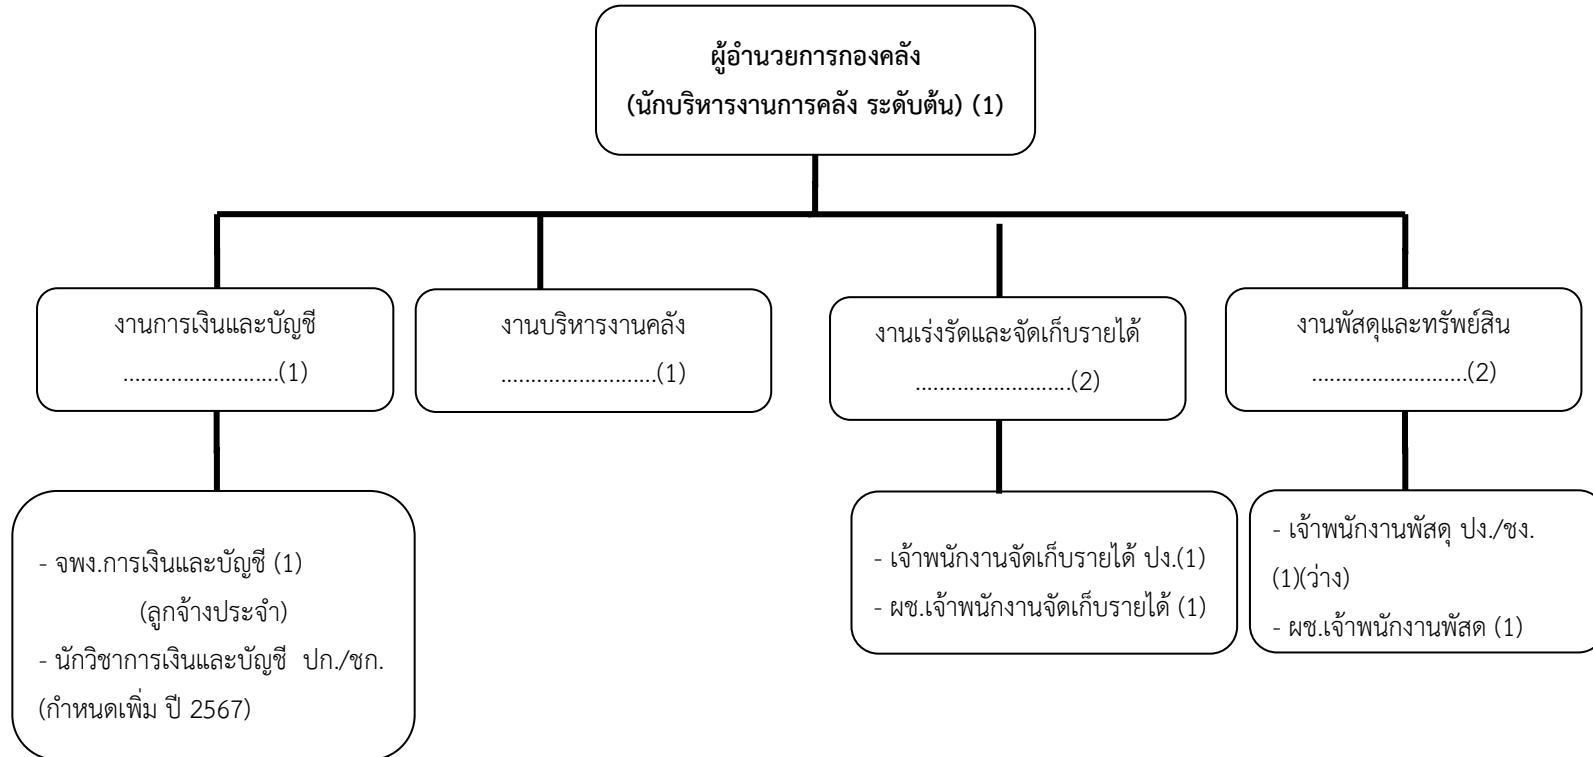 ผู้อำนวยการกองคลัง
(นักบริหารงานการคลัง ระดับต้น) (1)
งานการเงินและบัญชี
..........................(1)
งานบริหารงานคลัง
..........................(1)
งานเร่งรัดและจัดเก็บรายได้
..........................(2)
งานพัสดุและทรัพย์สิน
..........................(2)
- จพง.การเงินและบัญชี (1)
(ลูกจ้างประจำ)
- นักวิชาการเงินและบัญชี ปก./ชก.
(กำหนดเพิ่ม ปี 2567)
- เจ้าพนักงานจัดเก็บรายได้ ปง.(1)
- ผช.เจ้าพนักงานจัดเก็บรายได้ (1)
- เจ้าพนักงานพัสดุ ปง./ชง.
(1)(ว่าง)
- ผช.เจ้าพนักงานพัสด (1)